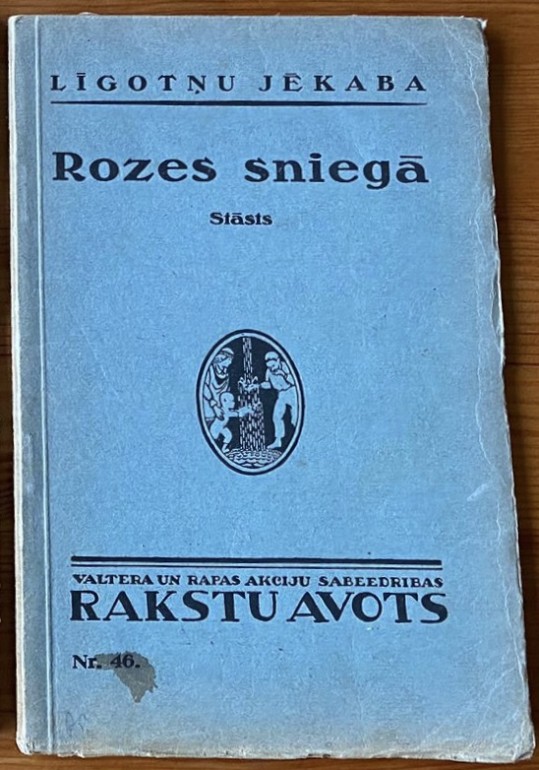 LĪGOTŅU JĒKABA
Rozes sniegā
Stāsts
VALTERA UN RAPAS AKCIJU SABEEDRIBAS
RAKSTU AVOTS
Nr. 46.